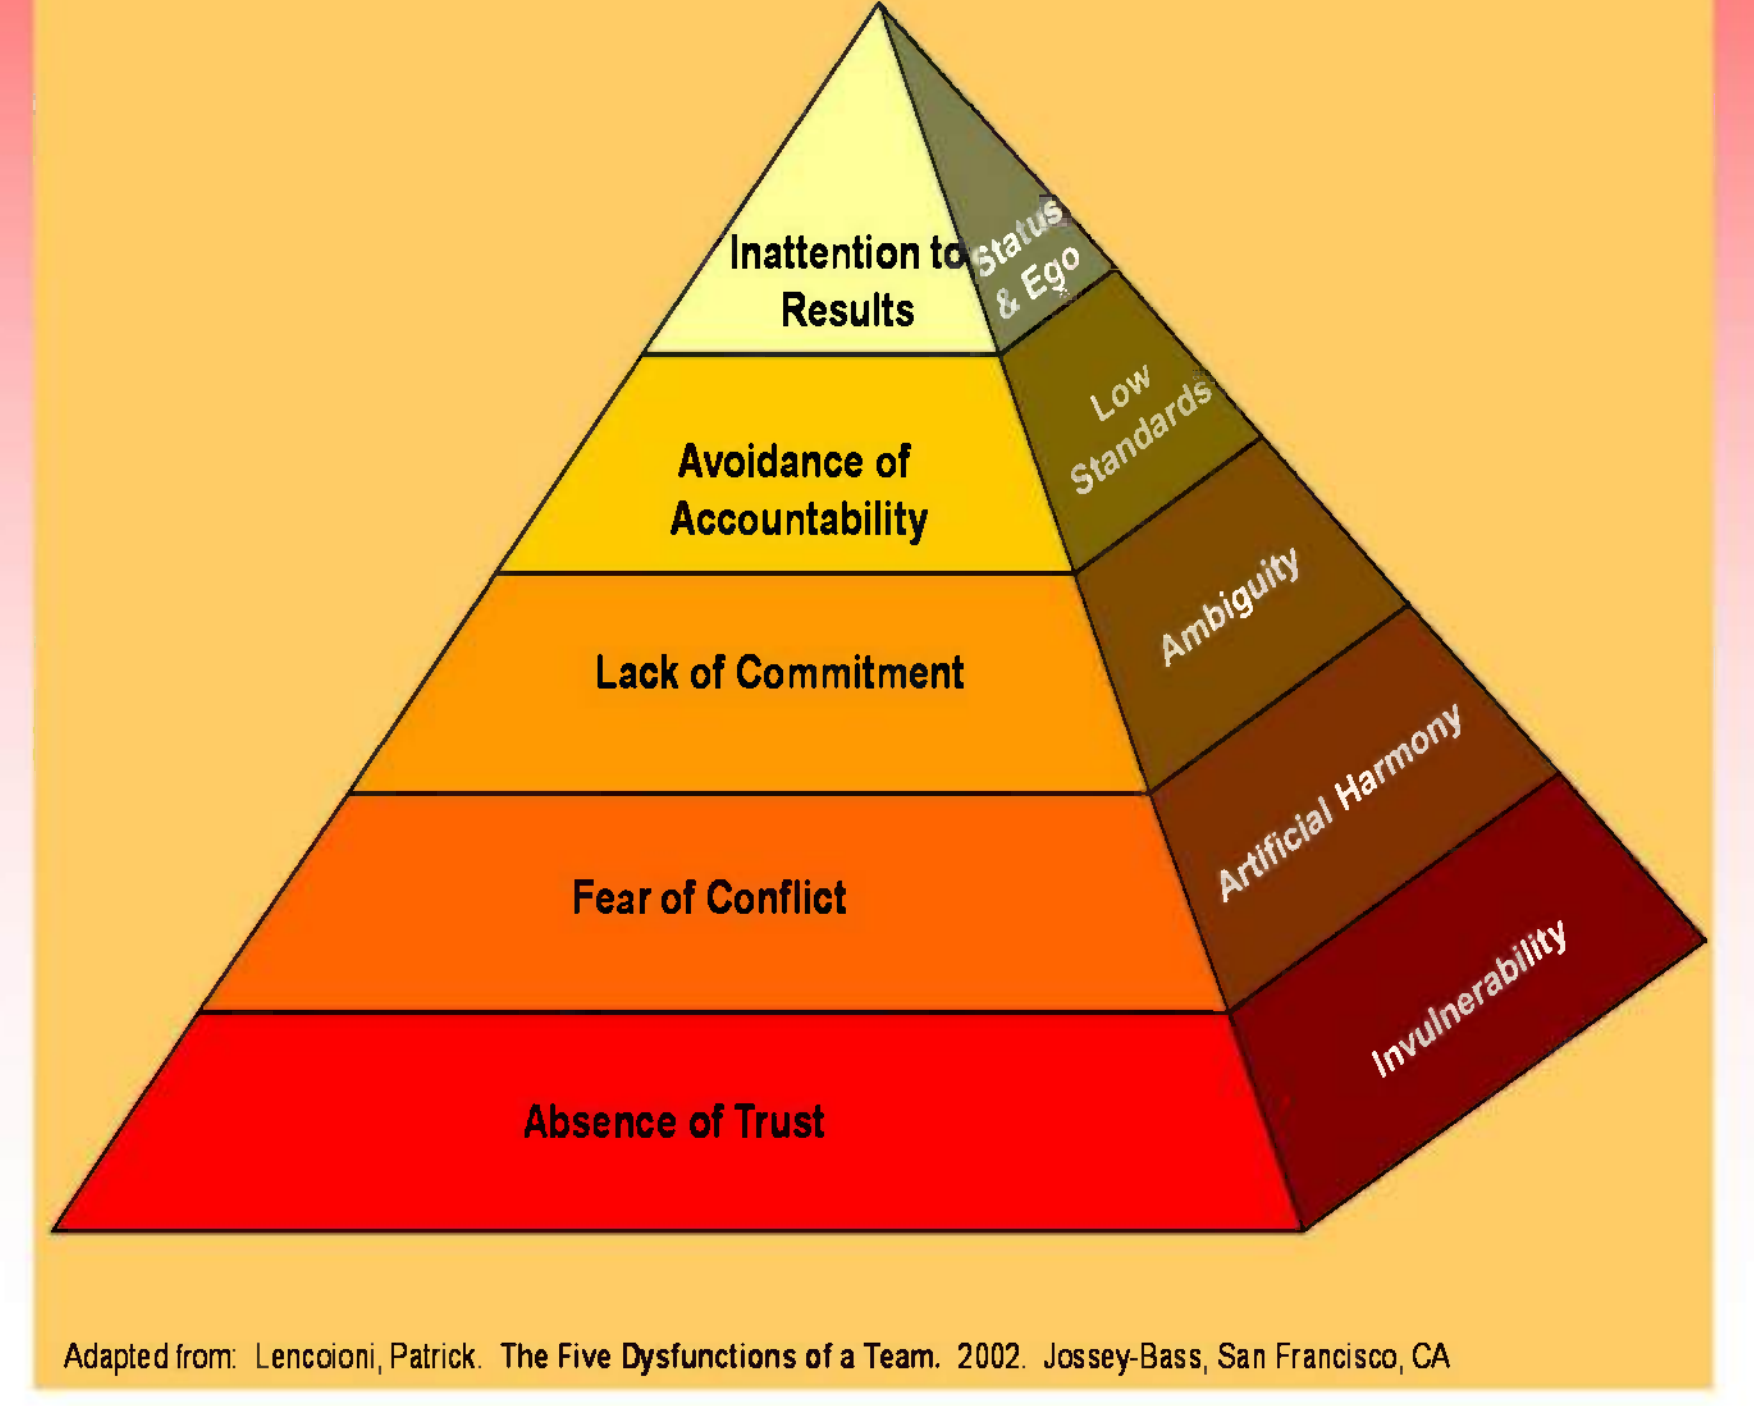 Inattention to
Results
Status
& Ego
Avoidance of
Accountability
Low
Standards
Lack of Commitment
Ambiguity
Fear of Conflict
Artificial Harmony
Absence of Trust
Invulnerability
Adapted from: Lencoioni, Patrick. The Five Dysfunctions of a Team. 2002. Jossey-Bass, San Francisco, CA